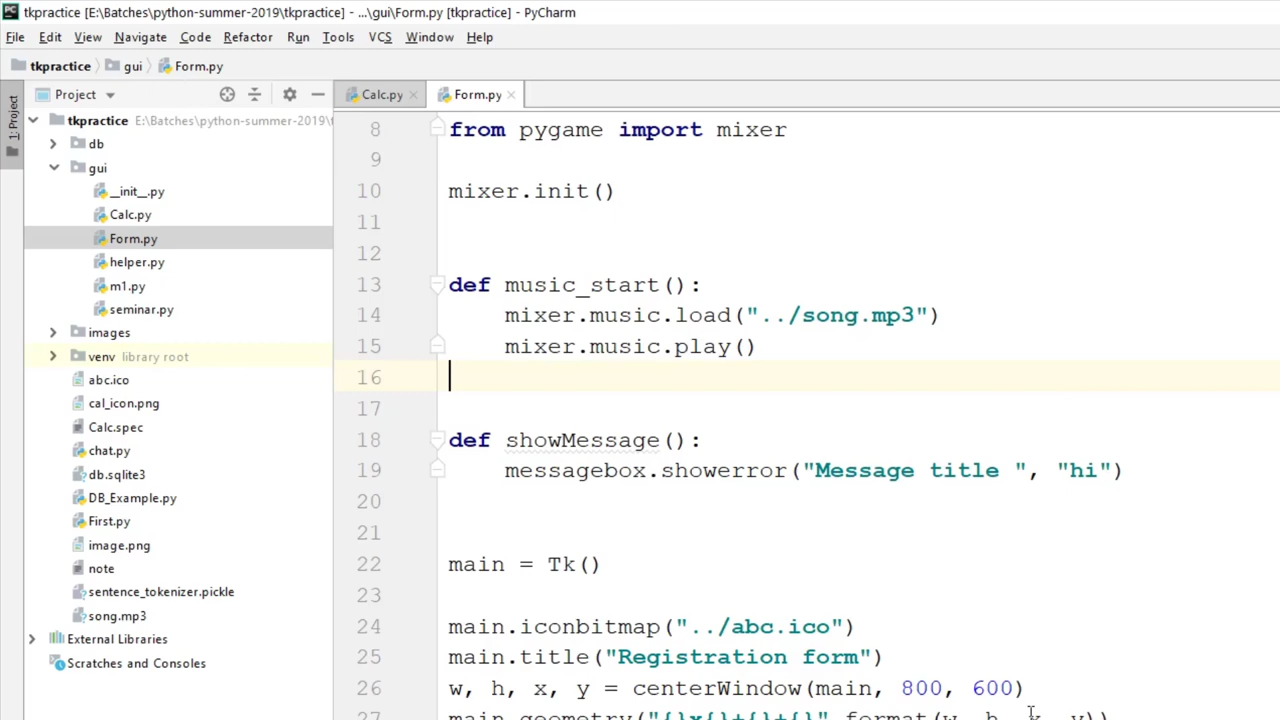 tkpractice [E:\Batches\python-summer-2019\tkpractice] - ...\gui\Form.py [tkpractice] - PyCharm
File Edit View Navigate Code Refactor Run Tools VCS Window Help
tkpractice gui Form.py
1: Project
Project
Calc.py Form.py
tkpractice E:\Batches\python-summer-2019\
db
gui
__init__.py
Calc.py
Form.py
helper.py
m1.py
seminar.py
images
venv library root
abc.ico
cal_icon.png
Calc.spec
chat.py
db.sqlite3
DB_Example.py
First.py
image.png
note
sentence_tokenizer.pickle
song.mp3
External Libraries
Scratches and Consoles
8 from pygame import mixer
9
10 mixer.init()
11
12
13 def music_start():
14 mixer.music.load("../song.mp3")
15 mixer.music.play()
16
17
18 def showMessage():
19 messagebox.showerror("Message title ", "hi")
20
21
22 main = Tk()
23
24 main.iconbitmap("../abc.ico")
25 main.title("Registration form")
26 w, h, x, y = centerWindow(main, 800, 600)
27 main.geometry("{}x{}+{}+{}".format(w, h, x, y))